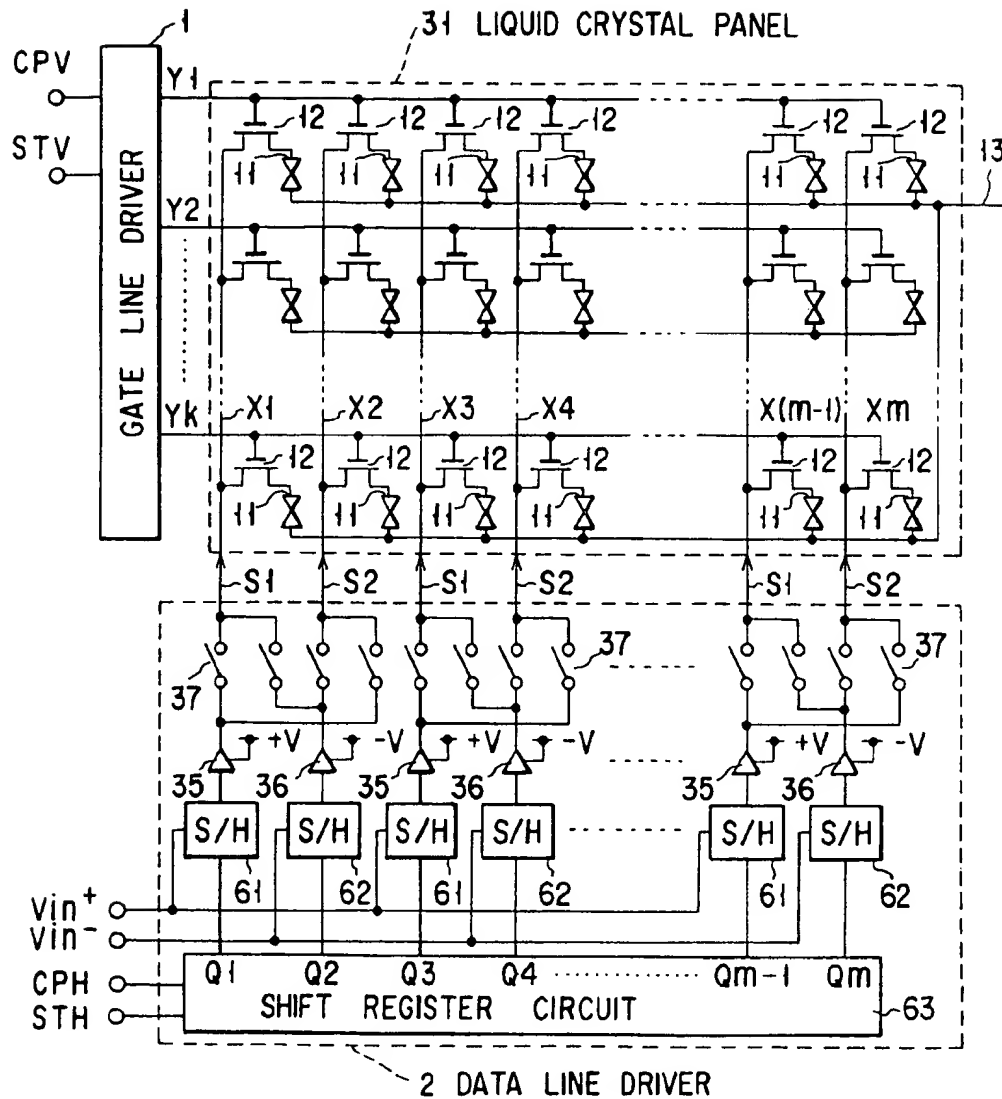 1
31 LIQUID CRYSTAL PANEL
CPV
STV
GATE LINE DRIVER
Y1
12 12 12 12 12 12
11 11 11 11 11 11
13
Y2
Yk
X1 X2 X3 X4 X(m-1) Xm
12 12 12 12 12 12
11 11 11 11 11 11
S1 S2 S1 S2 S1 S2
37 37 37
+V -V +V -V +V -V
35 36 35 36 35 36
S/H S/H S/H S/H S/H S/H
61 62 61 62 61 62
Vin+
Vin-
CPH
STH
Q1 Q2 Q3 Q4 Qm-1 Qm
SHIFT REGISTER CIRCUIT
63
2 DATA LINE DRIVER